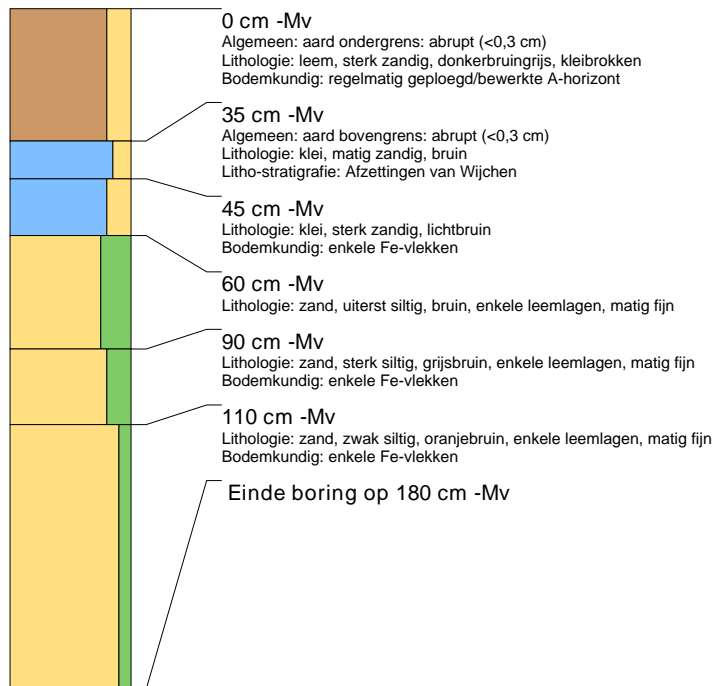 0 cm -Mv
Algemeen: aard ondergrens: abrupt (<0,3 cm)
Lithologie: leem, sterk zandig, donkerbruingrijs, kleibrokken
Bodemkundig: regelmatig geploegd/bewerkte A-horizont
35 cm -Mv
Algemeen: aard bovengrens: abrupt (<0,3 cm)
Lithologie: klei, matig zandig, bruin
Litho-stratigrafie: Afzettingen van Wijchen
45 cm -Mv
Lithologie: klei, sterk zandig, lichtbruin
Bodemkundig: enkele Fe-vlekken
60 cm -Mv
Lithologie: zand, uiterst siltig, bruin, enkele leemlagen, matig fijn
90 cm -Mv
Lithologie: zand, sterk siltig, grijsbruin, enkele leemlagen, matig fijn
Bodemkundig: enkele Fe-vlekken
110 cm -Mv
Lithologie: zand, zwak siltig, oranjebruin, enkele leemlagen, matig fijn
Bodemkundig: enkele Fe-vlekken
Einde boring op 180 cm -Mv